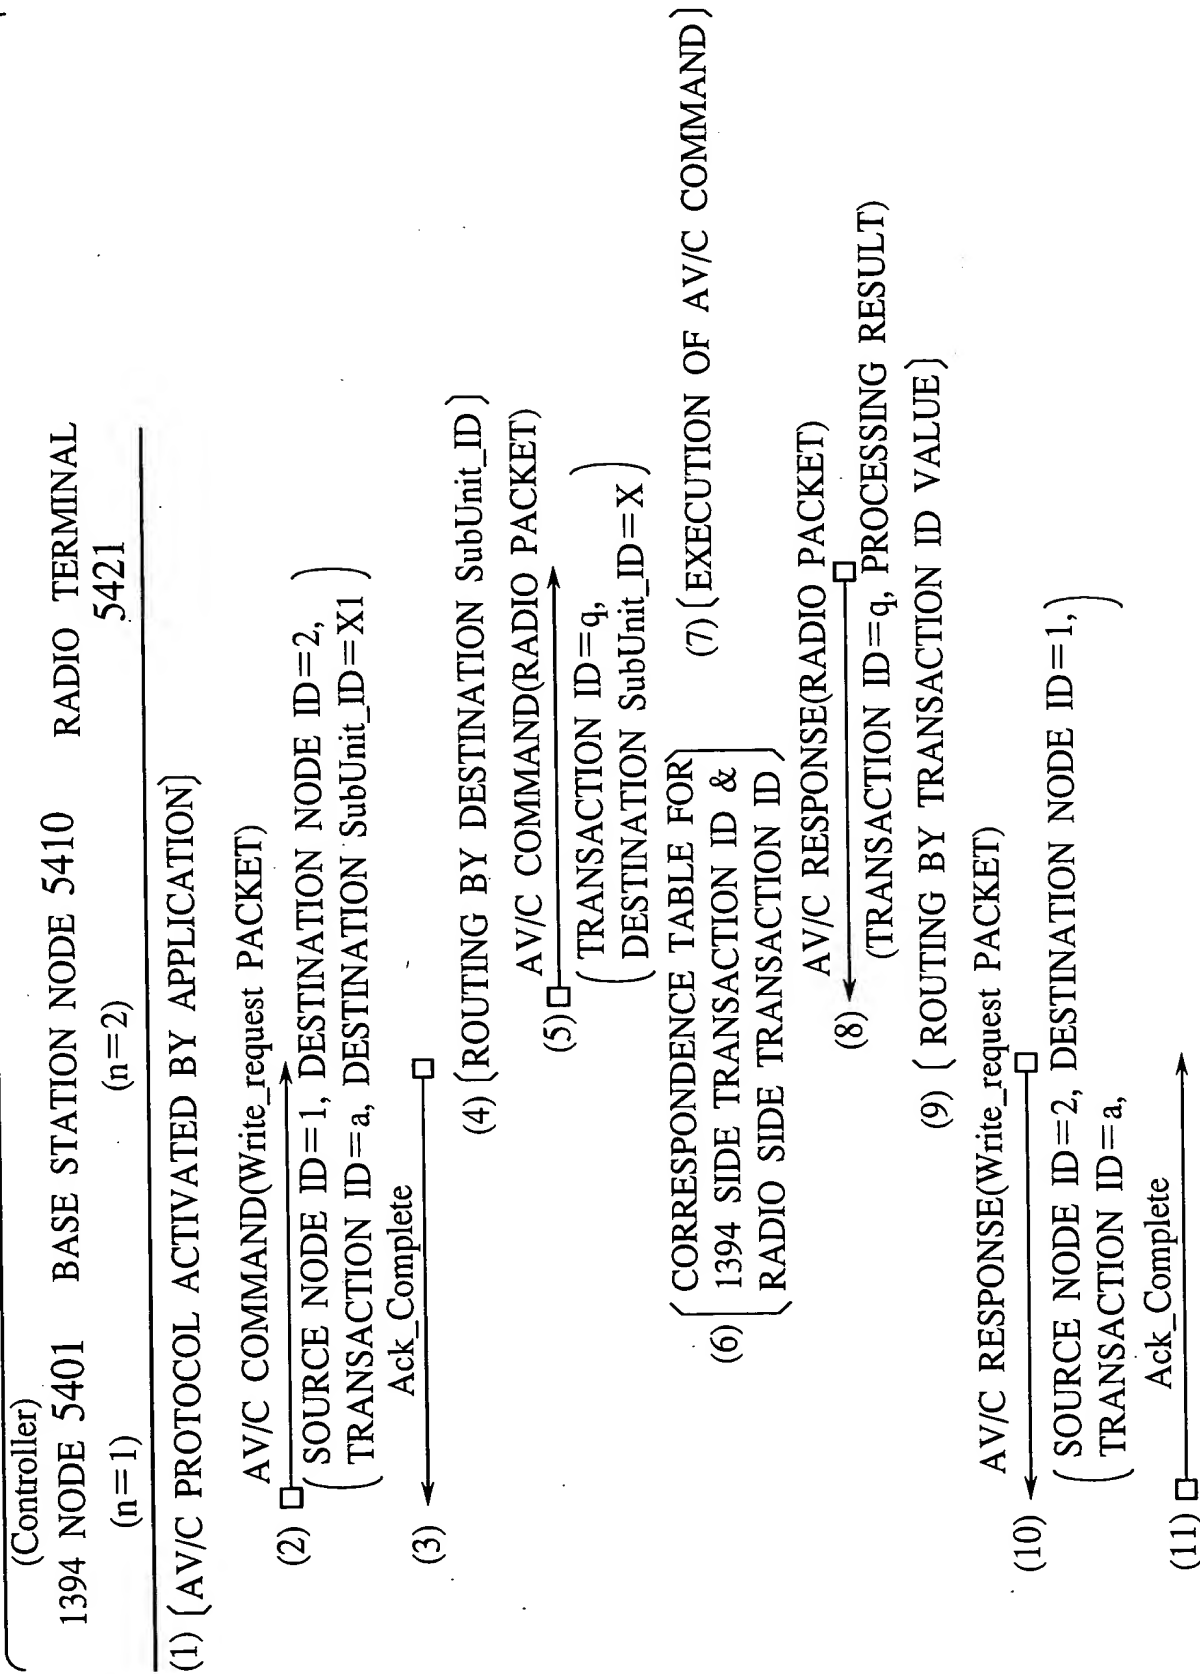 (Controller)
1394 NODE 5401 BASE STATION NODE 5410 RADIO TERMINAL
(n=1) (n=2) 5421
(1) (AV/C PROTOCOL ACTIVATED BY APPLICATION)
AV/C COMMAND(Write_request PACKET)
(2)
(SOURCE NODE ID=1, DESTINATION NODE ID=2,
TRANSACTION ID=a, DESTINATION SubUnit_ID=X1)
Ack_Complete
(3)
(4) (ROUTING BY DESTINATION SubUnit_ID)
AV/C COMMAND(RADIO PACKET)
(5)
(TRANSACTION ID=q,
DESTINATION SubUnit_ID=X)
(6) (CORRESPONDENCE TABLE FOR
1394 SIDE TRANSACTION ID &
RADIO SIDE TRANSACTION ID)
(7) (EXECUTION OF AV/C COMMAND)
AV/C RESPONSE(RADIO PACKET)
(8)
(TRANSACTION ID=q, PROCESSING RESULT)
(9) (ROUTING BY TRANSACTION ID VALUE)
AV/C RESPONSE(Write_request PACKET)
(10)
(SOURCE NODE ID=2, DESTINATION NODE ID=1,
TRANSACTION ID=a,)
Ack_Complete
(11)